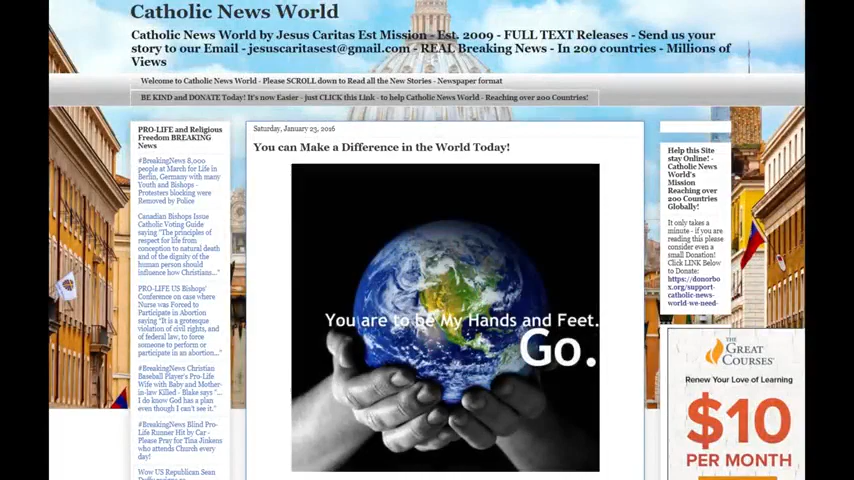 Catholic News World
Catholic News World by Jesus Caritas Est Mission - Est. 2009 - FULL TEXT Releases - Send us your
story to our Email - jesuscaritasest@gmail.com - REAL Breaking News - In 200 countries - Millions of
Views
Welcome to Catholic News World - Please SCROLL down to Read all the New Stories - Newspaper format
BE KIND and DONATE Today! It's now Easier - just CLICK this Link - to help Catholic News World - Reaching over 200 Countries!
PRO-LIFE and Religious
Freedom BREAKING
News
#BreakingNews 8,000
people at March for Life in
Berlin, Germany with many
Youth and Bishops -
Protesters blocking were
Removed by Police
Canadian Bishops Issue
Catholic Voting Guide
saying "The principles of
respect for life from
conception to natural death
and of the dignity of the
human person should
influence how Christians..."
PRO-LIFE US Bishops'
Conference on case where
Nurse was Forced to
Participate in Abortion
saying "It is a grotesque
violation of civil rights, and
of federal law, to force
someone to perform or
participate in an abortion..."
#BreakingNews Christian
Baseball Player's Pro-Life
Wife with Baby and Mother-
in-law Killed - Blake says "...
I do know God has a plan
even though I can't see it."
#BreakingNews Blind Pro-
Life Runner Hit by Car -
Please Pray for Tina Jenkins
who attends Church every
day!
Wow US Republican Sean
Saturday, January 23, 2016
You can Make a Difference in the World Today!
You are to be My Hands and Feet.
Go.
Help this Site
stay Online! -
Catholic News
World's
Mission
Reaching over
200 Countries
Globally!
It only takes a
minute - if you are
reading this please
consider even a
small Donation!
Click LINK Below
to Donate:
https://donorbo
x.org/support-
catholic-news-
world-we-need-
THE
GREAT
COURSES
Renew Your Love of Learning
$10
PER MONTH